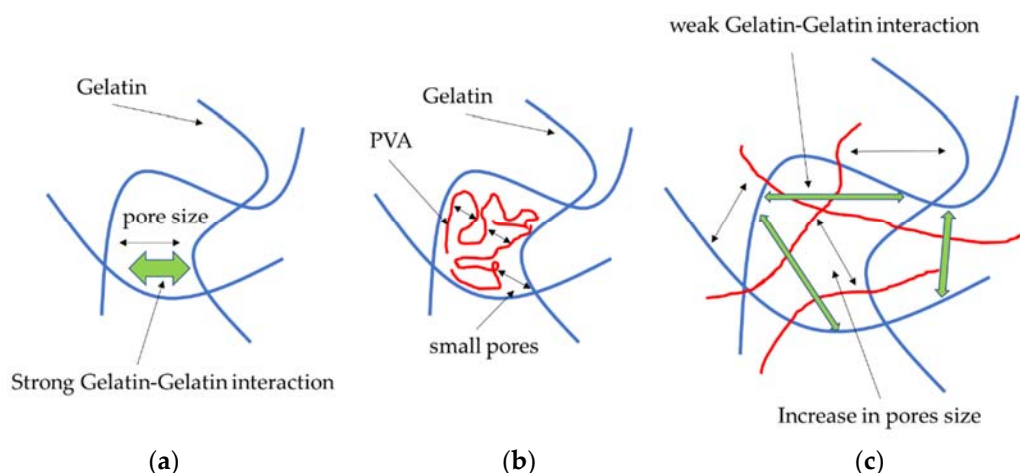 Gelatin
pore size
Strong Gelatin-Gelatin interaction
(a)
Gelatin
PVA
small pores
(b)
weak Gelatin-Gelatin interaction
Increase in pores size
(c)